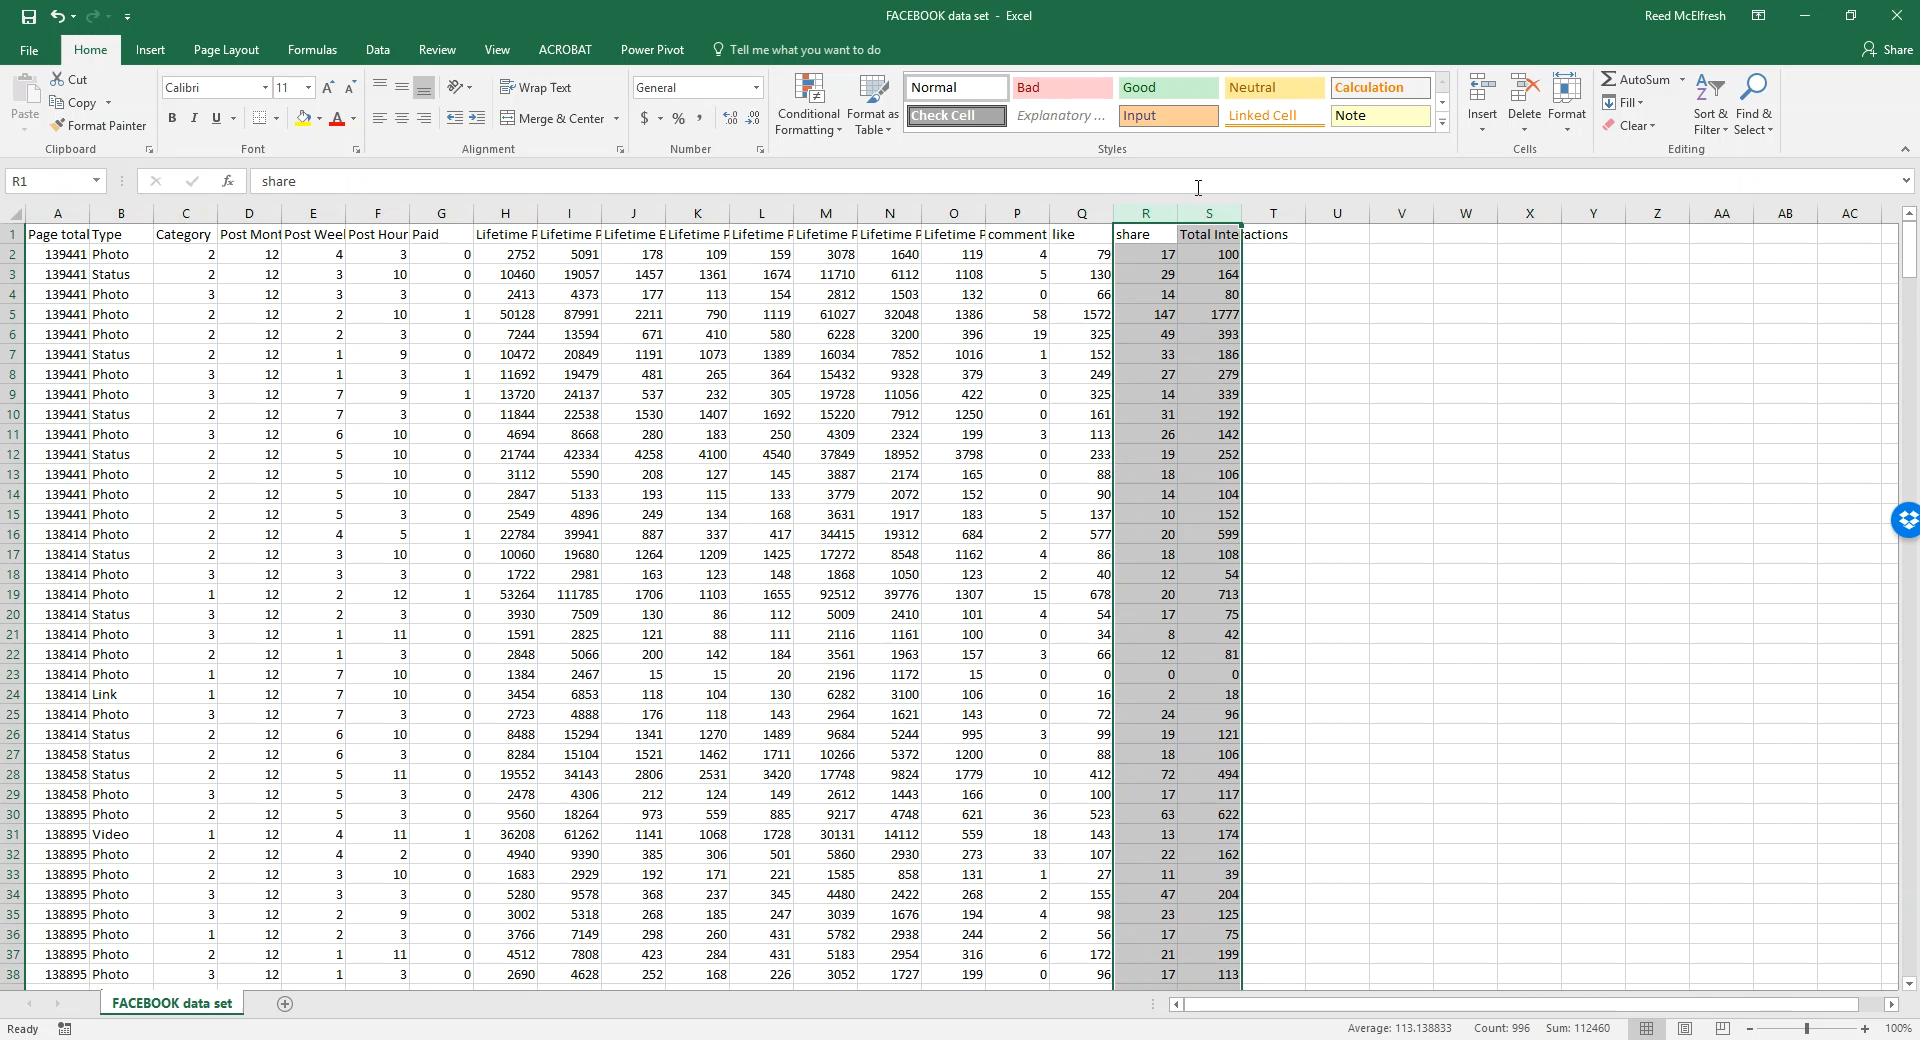 FACEBOOK data set - Excel
Reed McElfresh
File Home Insert Page Layout Formulas Data Review View ACROBAT Power Pivot Tell me what you want to do Share
Paste Cut Copy Format Painter Clipboard
Calibri 11 A A B I U A Font
Wrap Text Merge & Center Alignment
General $ % , Number
Conditional Formatting Format as Table
Normal Bad Good Neutral Calculation
Check Cell Explanatory ... Input Linked Cell Note
Styles
Insert Delete Format Cells
AutoSum Fill Clear Sort & Filter Find & Select Editing
R1 fx share
A B C D E F G H I J K L M N O P Q R S T U V W X Y Z AA AB AC
1 Page total Type Category Post Mont Post Weel Post Hour Paid Lifetime P Lifetime P Lifetime E Lifetime P Lifetime P Lifetime P Lifetime P Lifetime P comment like share Total Interactions
2 139441 Photo 2 12 4 3 0 2752 5091 178 109 159 3078 1640 119 4 79 17 100
3 139441 Status 2 12 3 10 0 10460 19057 1457 1361 1674 11710 6112 1108 5 130 29 164
4 139441 Photo 3 12 3 3 0 2413 4373 177 113 154 2812 1503 132 0 66 14 80
5 139441 Photo 2 12 2 10 1 50128 87991 2211 790 1119 61027 32048 1386 58 1572 147 1777
6 139441 Photo 2 12 2 3 0 7244 13594 671 410 580 6228 3200 396 19 325 49 393
7 139441 Status 2 12 1 9 0 10472 20849 1191 1073 1389 16034 7852 1016 1 152 33 186
8 139441 Photo 3 12 1 3 1 11692 19479 481 265 364 15432 9328 379 3 249 27 279
9 139441 Photo 3 12 7 9 1 13720 24137 537 232 305 19728 11056 422 0 325 14 339
10 139441 Status 2 12 7 3 0 11844 22538 1530 1407 1692 15220 7912 1250 0 161 31 192
11 139441 Photo 3 12 6 10 0 4694 8668 280 183 250 4309 2324 199 3 113 26 142
12 139441 Status 2 12 5 10 0 21744 42334 4258 4100 4540 37849 18952 3798 0 233 19 252
13 139441 Photo 2 12 5 10 0 3112 5590 208 127 145 3887 2174 165 0 88 18 106
14 139441 Photo 2 12 5 10 0 2847 5133 193 115 133 3779 2072 152 0 90 14 104
15 139441 Photo 2 12 5 3 0 2549 4896 249 134 168 3631 1917 183 5 137 10 152
16 138414 Photo 2 12 4 5 1 22784 39941 887 337 417 34415 19312 684 2 577 20 599
17 138414 Status 2 12 3 10 0 10060 19680 1264 1209 1425 17272 8548 1162 4 86 18 108
18 138414 Photo 3 12 3 3 0 1722 2981 163 123 148 1868 1050 123 2 40 12 54
19 138414 Photo 1 12 2 12 1 53264 111785 1706 1103 1655 92512 39776 1307 15 678 20 713
20 138414 Status 3 12 2 3 0 3930 7509 130 86 112 5009 2410 101 4 54 17 75
21 138414 Photo 3 12 1 11 0 1591 2825 121 88 111 2116 1161 100 0 34 8 42
22 138414 Photo 2 12 1 3 0 2848 5066 200 142 184 3561 1963 157 3 66 12 81
23 138414 Photo 1 12 7 10 0 1384 2467 15 15 20 2196 1172 15 0 0 0 0
24 138414 Link 1 12 7 10 0 3454 6853 118 104 130 6282 3100 106 0 16 2 18
25 138414 Photo 3 12 7 3 0 2723 4888 176 118 143 2964 1621 143 0 72 24 96
26 138414 Status 2 12 6 10 0 8488 15294 1341 1270 1489 9684 5244 995 3 99 19 121
27 138458 Status 2 12 6 3 0 8284 15104 1521 1462 1711 10266 5372 1200 0 88 18 106
28 138458 Status 2 12 5 11 0 19552 34143 2806 2531 3420 17748 9824 1779 10 412 72 494
29 138458 Photo 3 12 5 3 0 2478 4306 212 124 149 2612 1443 166 0 100 17 117
30 138895 Photo 2 12 5 3 0 9560 18264 973 559 885 9217 4748 621 36 523 63 622
31 138895 Video 1 12 4 11 1 36208 61262 1141 1068 1728 30131 14112 559 18 143 13 174
32 138895 Photo 2 12 4 2 0 4940 9390 385 306 501 5860 2930 273 33 107 22 162
33 138895 Photo 2 12 3 10 0 1683 2929 192 171 221 1585 858 131 1 27 11 39
34 138895 Photo 3 12 3 3 0 5280 9578 368 237 345 4480 2422 268 2 155 47 204
35 138895 Photo 3 12 2 9 0 3002 5318 268 185 247 3039 1676 194 4 98 23 125
36 138895 Photo 1 12 2 3 0 3766 7149 298 260 431 5782 2938 244 2 56 17 75
37 138895 Photo 2 12 1 11 0 4512 7808 423 284 431 5183 2954 316 6 172 21 199
38 138895 Photo 3 12 1 3 0 2690 4628 252 168 226 3052 1727 199 0 96 17 113
FACEBOOK data set
Ready Average: 113.138833 Count: 996 Sum: 112460 100%